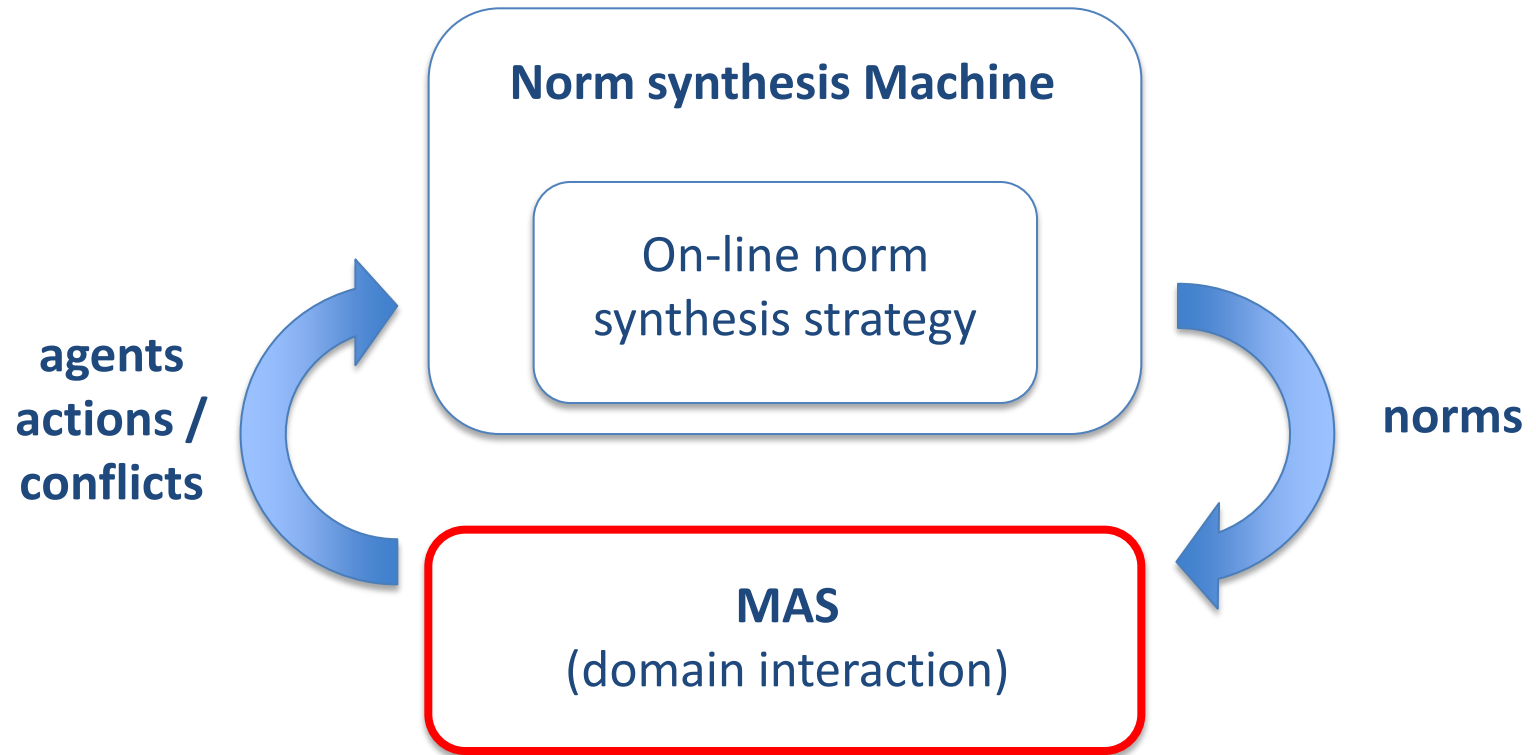 Norm synthesis Machine
On-line norm
synthesis strategy
agents
actions /
conflicts
norms
MAS
(domain interaction)